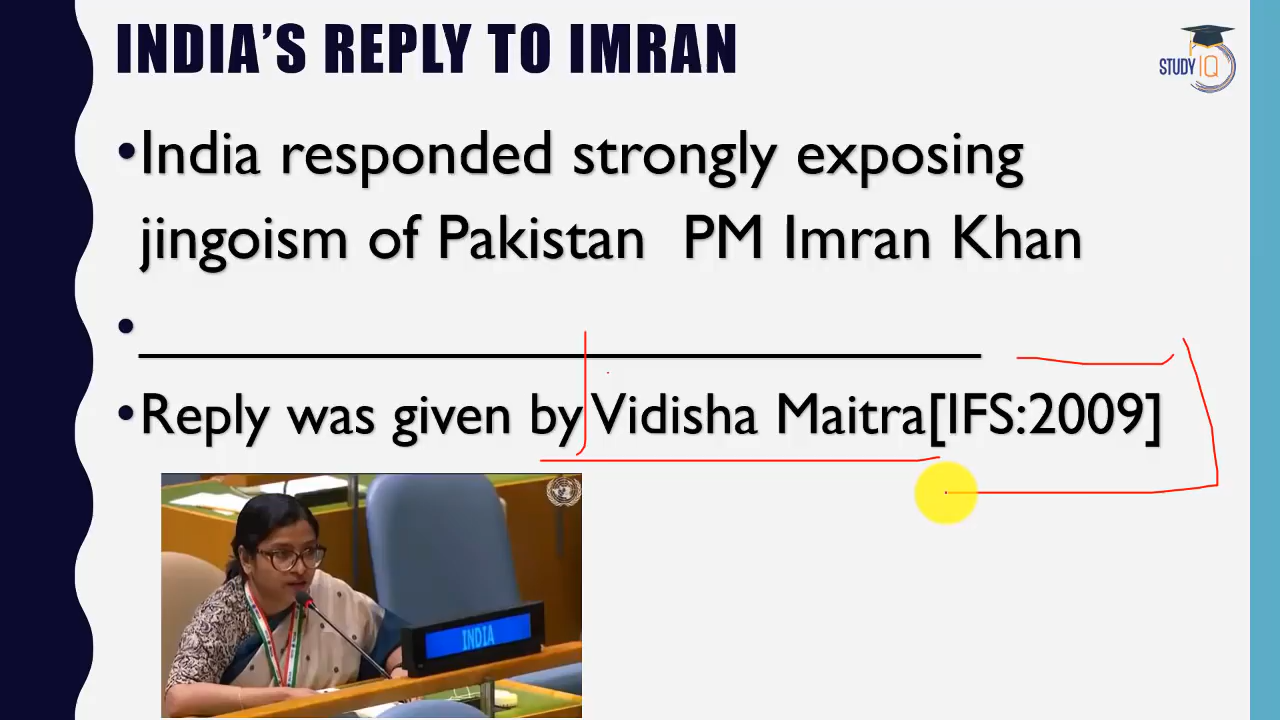 INDIA'S REPLY TO IMRAN
STUDY IQ
•India responded strongly exposing
jingoism of Pakistan PM Imran Khan
•
•Reply was given by Vidisha Maitra[IFS:2009]
INDIA